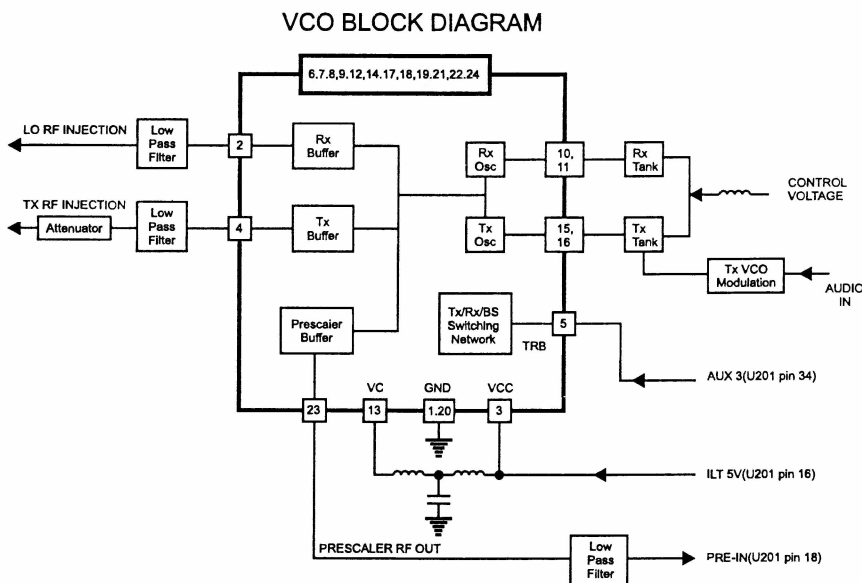 VCO BLOCK DIAGRAM
6.7.8,9.12,14.17,18,19.21,22.24
LO RF INJECTION
Low
Pass
Filter
2
Rx
Buffer
Rx
Osc
10,
11
Rx
Tank
CONTROL
VOLTAGE
TX RF INJECTION
Attenuator
Low
Pass
Filter
4
Tx
Buffer
Tx
Osc
15,
16
Tx
Tank
Tx VCO
Modulation
AUDIO
IN
Prescaler
Buffer
Tx/Rx/BS
Switching
Network
TRB
5
AUX 3(U201 pin 34)
VC
GND
VCC
23
13
1.20
3
ILT 5V(U201 pin 16)
PRESCALER RF OUT
Low
Pass
Filter
PRE-IN(U201 pin 18)